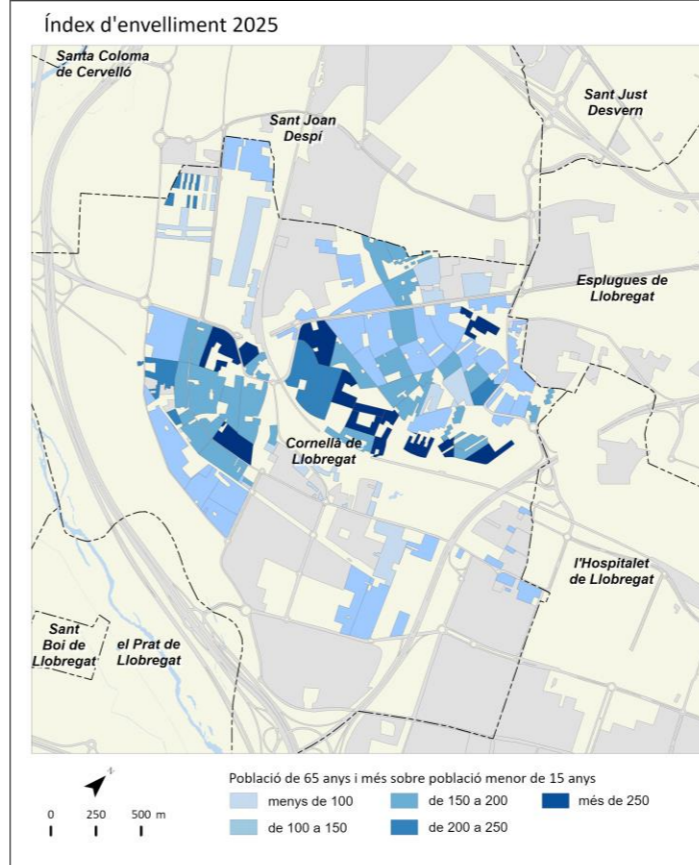 Índex d'envelliment 2025
Santa Coloma
de Cervelló
Sant Just
Desvern
Sant Joan
Despí
Esplugues de
Llobregat
Cornellà de
Llobregat
l'Hospitalet
de Llobregat
Sant
Boi de
Llobregat
el Prat de
Llobregat
Població de 65 anys i més sobre població menor de 15 anys
menys de 100
de 150 a 200
més de 250
de 100 a 150
de 200 a 250
0 250 500 m